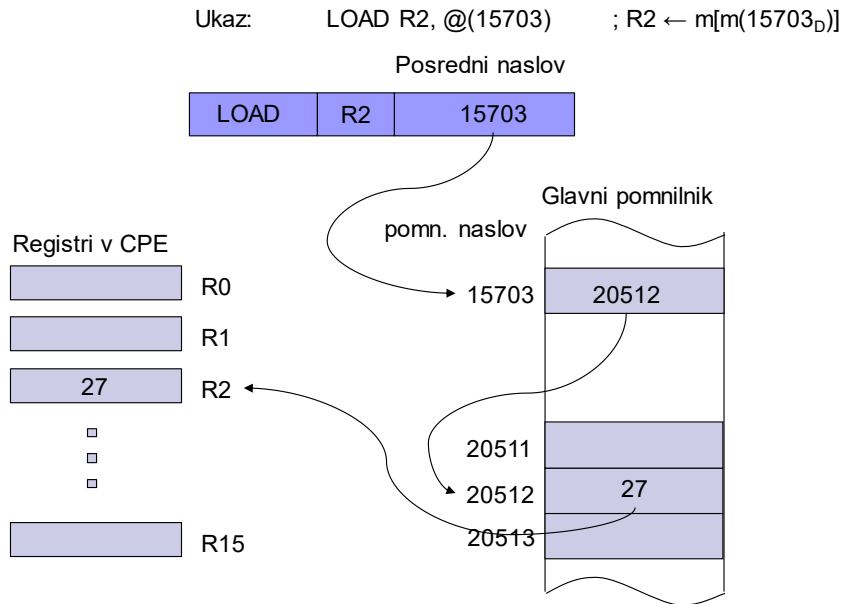 Ukaz: LOAD R2, @(15703) ; R2 ← m[m(15703D)]
Posredni naslov
LOAD R2 15703
Glavni pomnilnik
pomn. naslov
Registri v CPE
R0
15703 20512
R1
27 R2
20511
20512 27
20513
R15